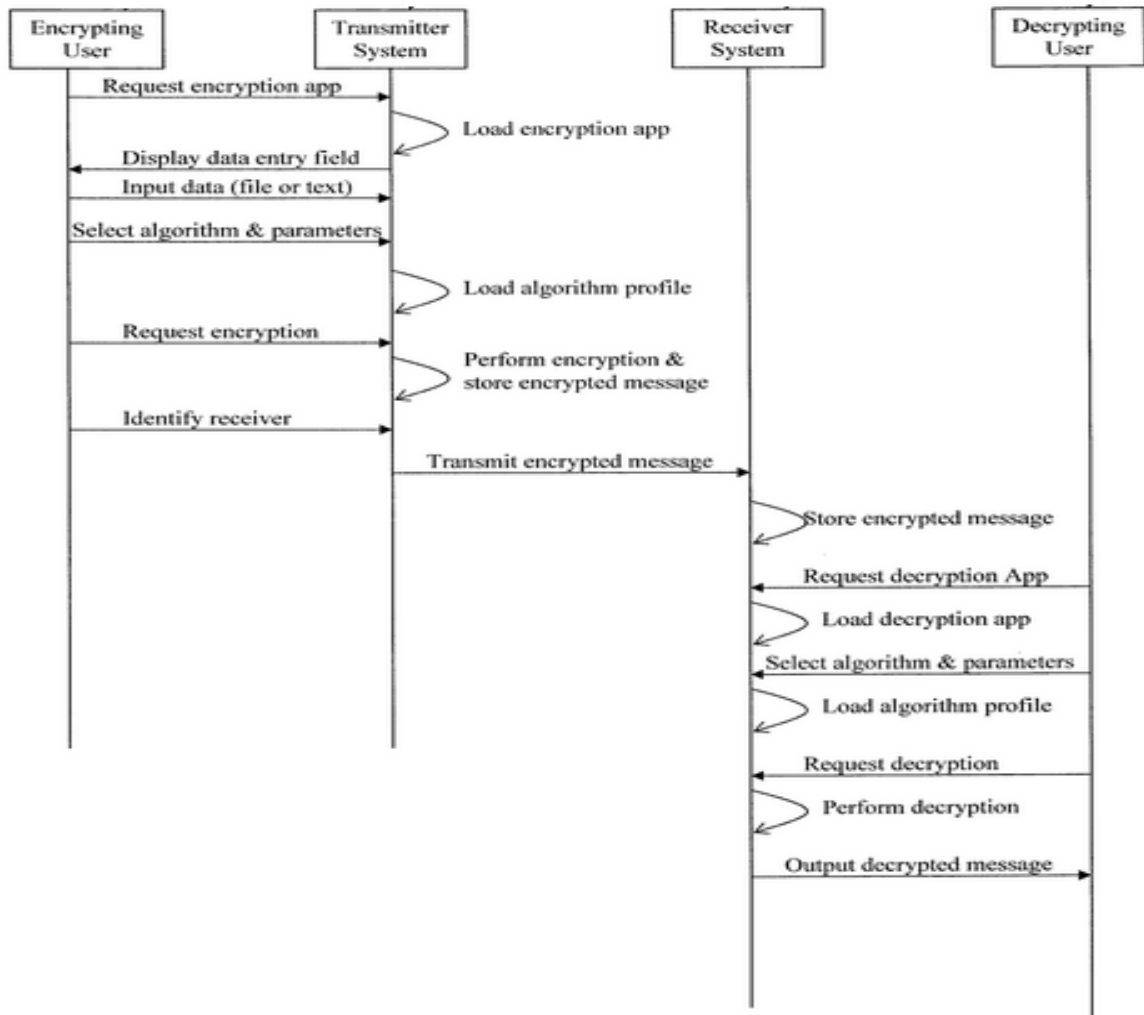 Encrypting
User
Transmitter
System
Receiver
System
Decrypting
User
Request encryption app
Load encryption app
Display data entry field
Input data (file or text)
Select algorithm & parameters
Load algorithm profile
Request encryption
Perform encryption &
store encrypted message
Identify receiver
Transmit encrypted message
Store encrypted message
Request decryption App
Load decryption app
Select algorithm & parameters
Load algorithm profile
Request decryption
Perform decryption
Output decrypted message